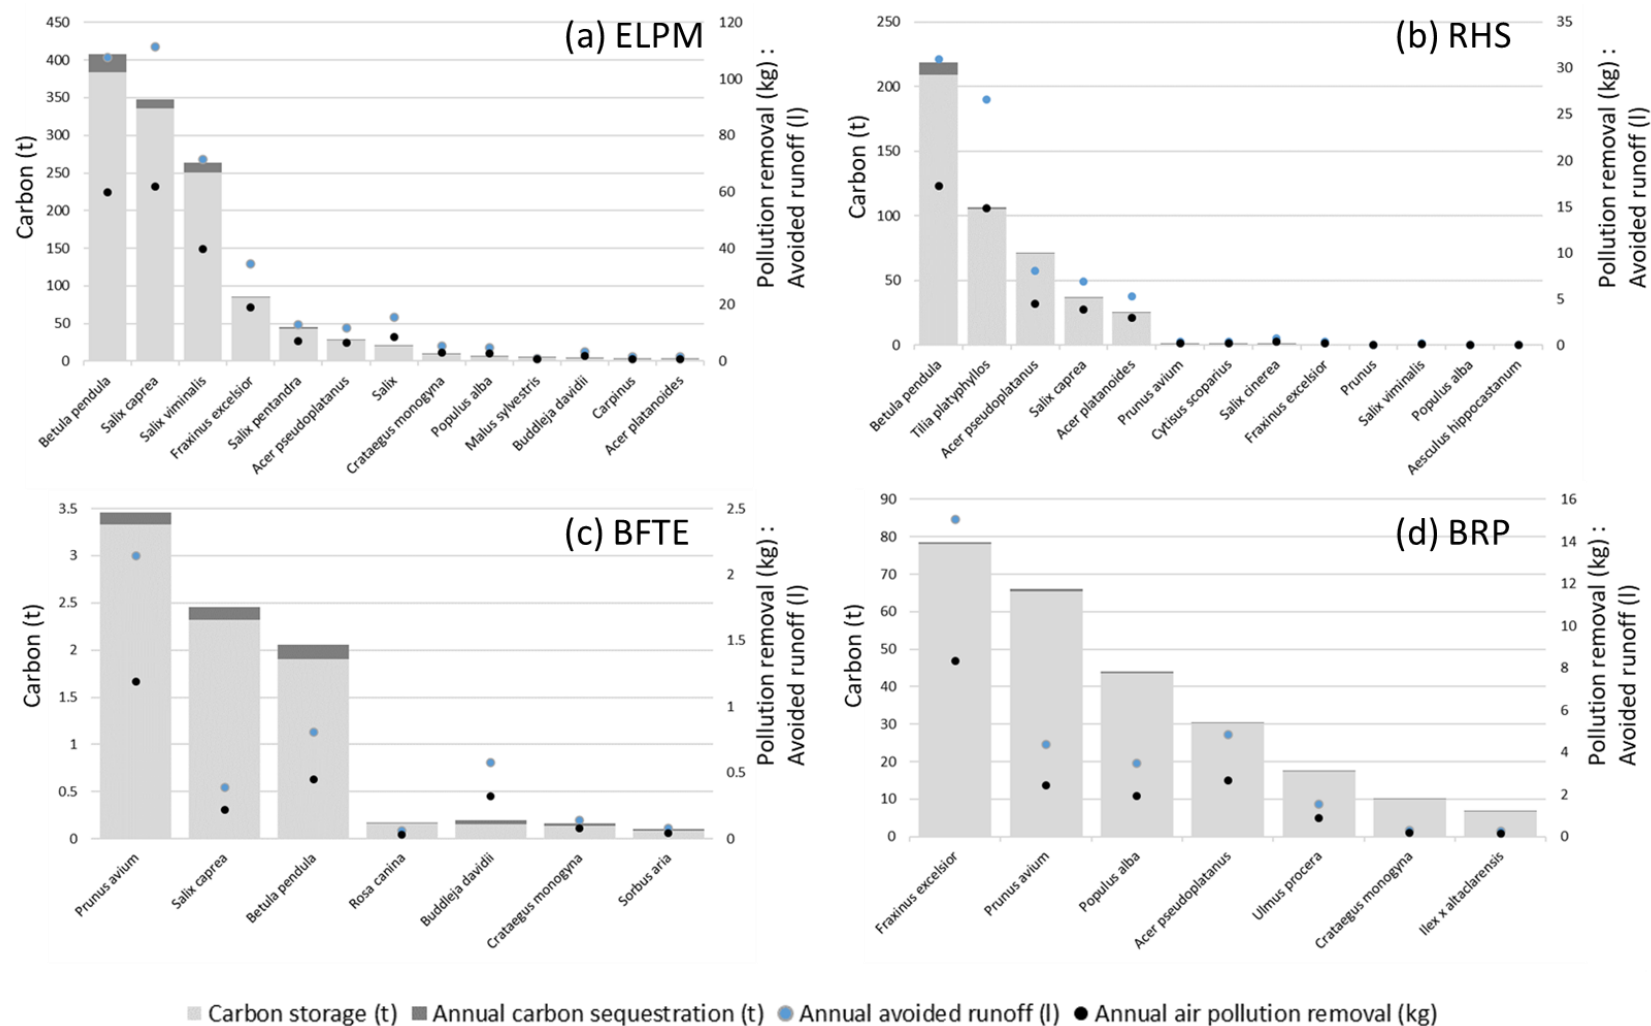 (a) ELPM
450
400
350
300
250
200
150
100
50
0
Carbon (t)
120
100
80
60
40
20
0
Pollution removal (kg) :
Avoided runoff (l)
Betula pendula
Salix caprea
Salix viminalis
Fraxinus excelsior
Salix pentandra
Acer pseudoplatanus
Salix
Crataegus monogyna
Populus alba
Malus sylvestris
Buddleja davidii
Carpinus
Acer platanoides
(b) RHS
250
200
150
100
50
0
Carbon (t)
35
30
25
20
15
10
5
0
Pollution removal (kg) :
Avoided runoff (l)
Betula pendula
Tilia platyphyllos
Acer pseudoplatanus
Salix caprea
Acer platanoides
Prunus avium
Cytisus scoparius
Salix cinerea
Fraxinus excelsior
Prunus
Salix viminalis
Populus alba
Aesculus hippocastanum
(c) BFTE
3.5
3
2.5
2
1.5
1
0.5
0
Carbon (t)
2.5
2
1.5
1
0.5
0
Pollution removal (kg) :
Avoided runoff (l)
Prunus avium
Salix caprea
Betula pendula
Rosa canina
Buddleja davidii
Crataegus monogyna
Sorbus aria
(d) BRP
90
80
70
60
50
40
30
20
10
0
Carbon (t)
16
14
12
10
8
6
4
2
0
Pollution removal (kg) :
Avoided runoff (l)
Fraxinus excelsior
Prunus avium
Populus alba
Acer pseudoplatanus
Ulmus procera
Crataegus monogyna
Ilex x altaclarensis
Carbon storage (t)
Annual carbon sequestration (t)
Annual avoided runoff (l)
Annual air pollution removal (kg)